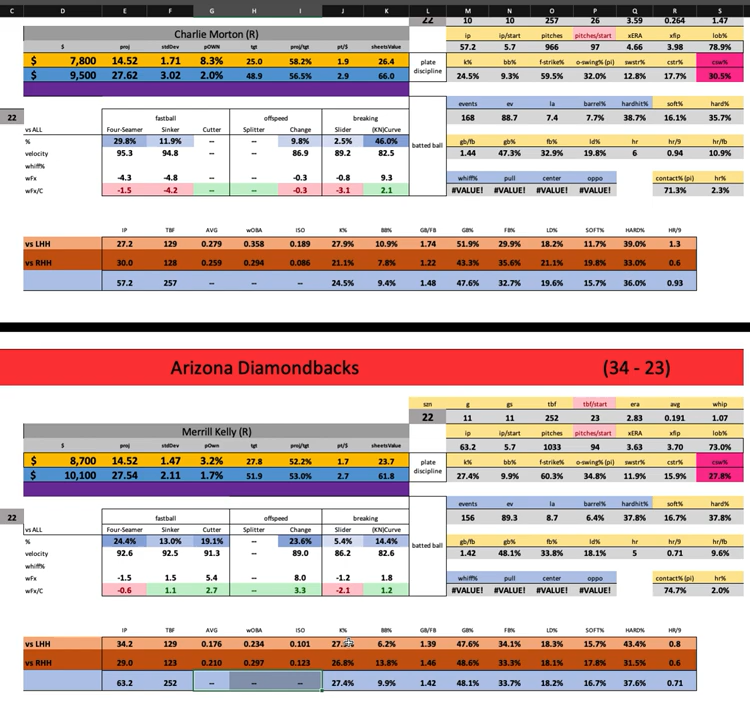 C D E F G H I J K L M N O P Q R S
22 10 10 257 26 3.59 0.264 1.47
Charlie Morton (R) ip ip/start pitches pitches/start xERA xfip lob%
57.2 5.7 966 97 4.66 3.98 78.9%
$ proj stdDev pOWN tgt proj/tgt pt/$ sheetsValue
$ 7,800 14.52 1.71 8.3% 25.0 58.2% 1.9 26.4 plate discipline k% bb% f-strike% o-swing% (pi) swstr% cstr% csw%
$ 9,500 27.62 3.02 2.0% 48.9 56.5% 2.9 66.0 24.5% 9.3% 59.5% 32.0% 12.8% 17.7% 30.5%
events ev la barrel% hardhit% soft% hard%
22 fastball offspeed breaking 168 88.7 7.4 7.7% 38.7% 16.1% 35.7%
vs ALL Four-Seamer Sinker Cutter Splitter Change Slider (KN)Curve
% 29.8% 11.9% -- -- 9.8% 2.5% 46.0% batted ball gb/fb gb% fb% ld% hr hr/9 hr/fb
velocity 95.3 94.8 -- -- 86.9 89.2 82.5 1.44 47.3% 32.9% 19.8% 6 0.94 10.9%
whiff%
wFx -4.3 -4.8 -- -- -0.3 -0.8 9.3 whiff% pull center oppo contact% (pi) hr%
wFx/C -1.5 -4.2 -- -- -0.3 -3.1 2.1 #VALUE! #VALUE! #VALUE! #VALUE! 71.3% 2.3%
IP TBF AVG wOBA ISO K% BB% GB/FB GB% FB% LD% SOFT% HARD% HR/9
vs LHH 27.2 129 0.279 0.358 0.189 27.9% 10.9% 1.74 51.9% 29.9% 18.2% 11.7% 39.0% 1.3
vs RHH 30.0 128 0.259 0.294 0.086 21.1% 7.8% 1.22 43.3% 35.6% 21.1% 19.8% 33.0% 0.6
57.2 257 -- -- -- 24.5% 9.4% 1.48 47.6% 32.7% 19.6% 15.7% 36.0% 0.93
Arizona Diamondbacks (34 - 23)
szn g gs tbf tbf/start era avg whip
22 11 11 252 23 2.83 0.191 1.07
Merrill Kelly (R) ip ip/start pitches pitches/start xERA xfip lob%
$ proj stdDev pOwn tgt proj/tgt pt/$ sheetsValue 63.2 5.7 1033 94 3.63 3.70 73.0%
$ 8,700 14.52 1.47 3.2% 27.8 52.2% 1.7 23.7 plate discipline k% bb% f-strike% o-swing% (pi) swstr% cstr% csw%
$ 10,100 27.54 2.11 1.7% 51.9 53.0% 2.7 61.8 27.4% 9.9% 60.3% 34.8% 11.9% 15.9% 27.8%
events ev la barrel% hardhit% soft% hard%
22 fastball offspeed breaking 156 89.3 8.7 6.4% 37.8% 16.7% 37.8%
vs ALL Four-Seamer Sinker Cutter Splitter Change Slider (KN)Curve
% 24.4% 13.0% 19.1% -- 23.6% 5.4% 14.4% batted ball gb/fb gb% fb% ld% hr hr/9 hr/fb
velocity 92.6 92.5 91.3 -- 89.0 86.2 82.6 1.42 48.1% 33.8% 18.1% 5 0.71 9.6%
whiff%
wFx -1.5 1.5 5.4 -- 8.0 -1.2 1.8 whiff% pull center oppo contact% (pi) hr%
wFx/C -0.6 1.1 2.7 -- 3.3 -2.1 1.2 #VALUE! #VALUE! #VALUE! #VALUE! 74.7% 2.0%
IP TBF AVG wOBA ISO K% BB% GB/FB GB% FB% LD% SOFT% HARD% HR/9
vs LHH 34.2 129 0.176 0.234 0.101 6.2% 1.39 47.6% 34.1% 18.3% 15.7% 43.4% 0.8
vs RHH 29.0 123 0.210 0.297 0.123 26.8% 13.8% 1.46 48.6% 33.3% 18.1% 17.8% 31.5% 0.6
63.2 252 -- -- -- 27.4% 9.9% 1.42 48.1% 33.7% 18.2% 16.7% 37.6% 0.71